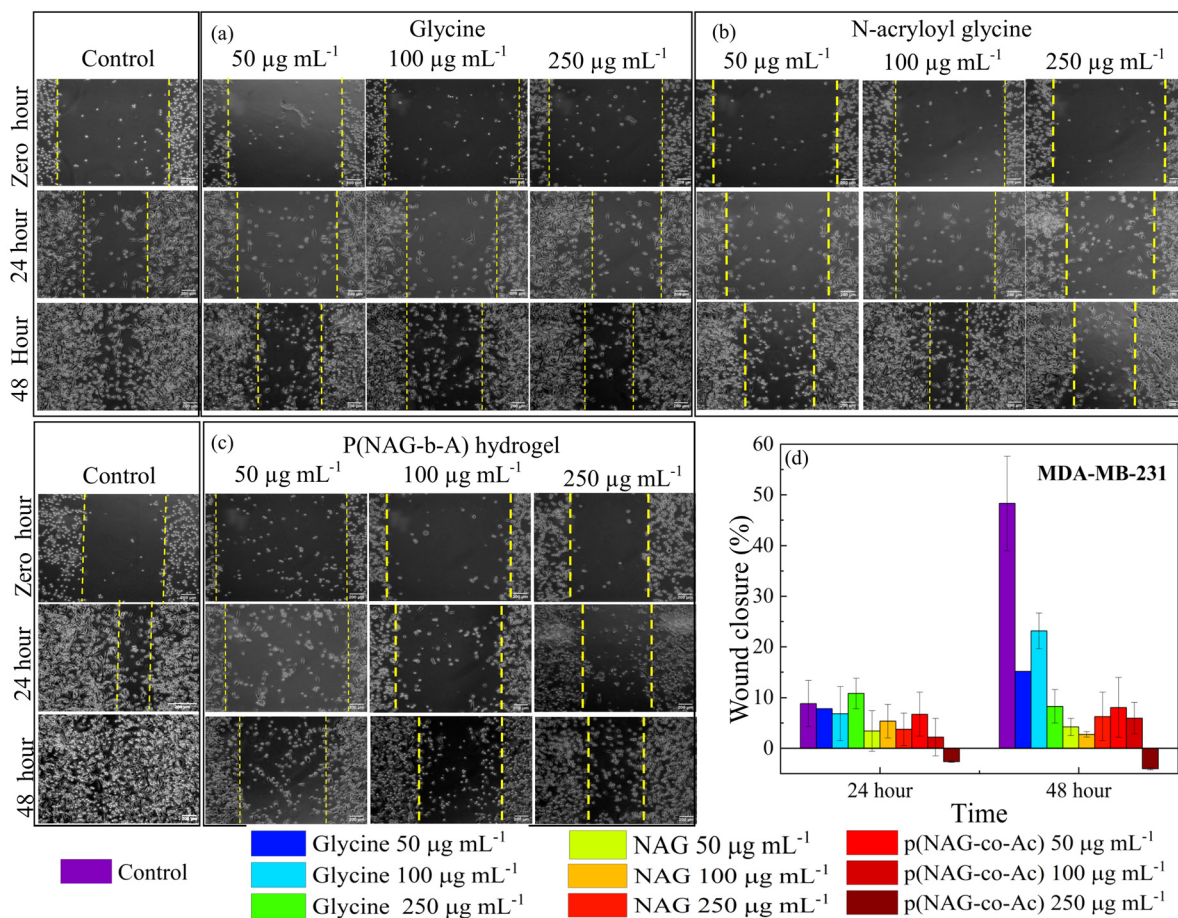 (a)
Glycine
(b)
N-acryloyl glycine
Control
50 µg mL⁻¹
100 µg mL⁻¹
250 µg mL⁻¹
50 µg mL⁻¹
100 µg mL⁻¹
250 µg mL⁻¹
Zero hour
24 hour
48 Hour
(c)
P(NAG-b-A) hydrogel
Control
50 µg mL⁻¹
100 µg mL⁻¹
250 µg mL⁻¹
Zero hour
24 hour
48 hour
(d)
MDA-MB-231
Wound closure (%)
60
50
40
30
20
10
0
24 hour
48 hour
Time
Control
Glycine 50 µg mL⁻¹
Glycine 100 µg mL⁻¹
Glycine 250 µg mL⁻¹
NAG 50 µg mL⁻¹
NAG 100 µg mL⁻¹
NAG 250 µg mL⁻¹
p(NAG-co-Ac) 50 µg mL⁻¹
p(NAG-co-Ac) 100 µg mL⁻¹
p(NAG-co-Ac) 250 µg mL⁻¹